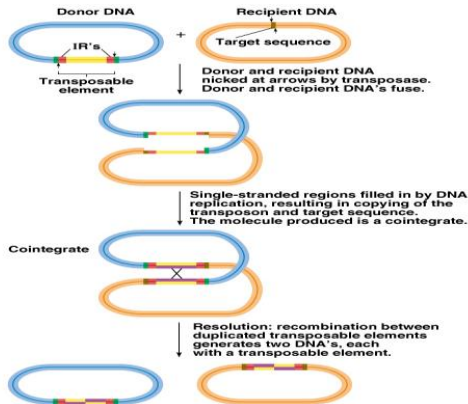 Donor DNA
Recipient DNA
IR's
+
Target sequence
Transposable
element
Donor and recipient DNA
nicked at arrows by transposase.
Donor and recipient DNA's fuse.
Single-stranded regions filled in by DNA
replication, resulting in copying of the
transposon and target sequence.
The molecule produced is a cointegrate.
Cointegrate
Resolution: recombination between
duplicated transposable elements
generates two DNA's, each
with a transposable element.